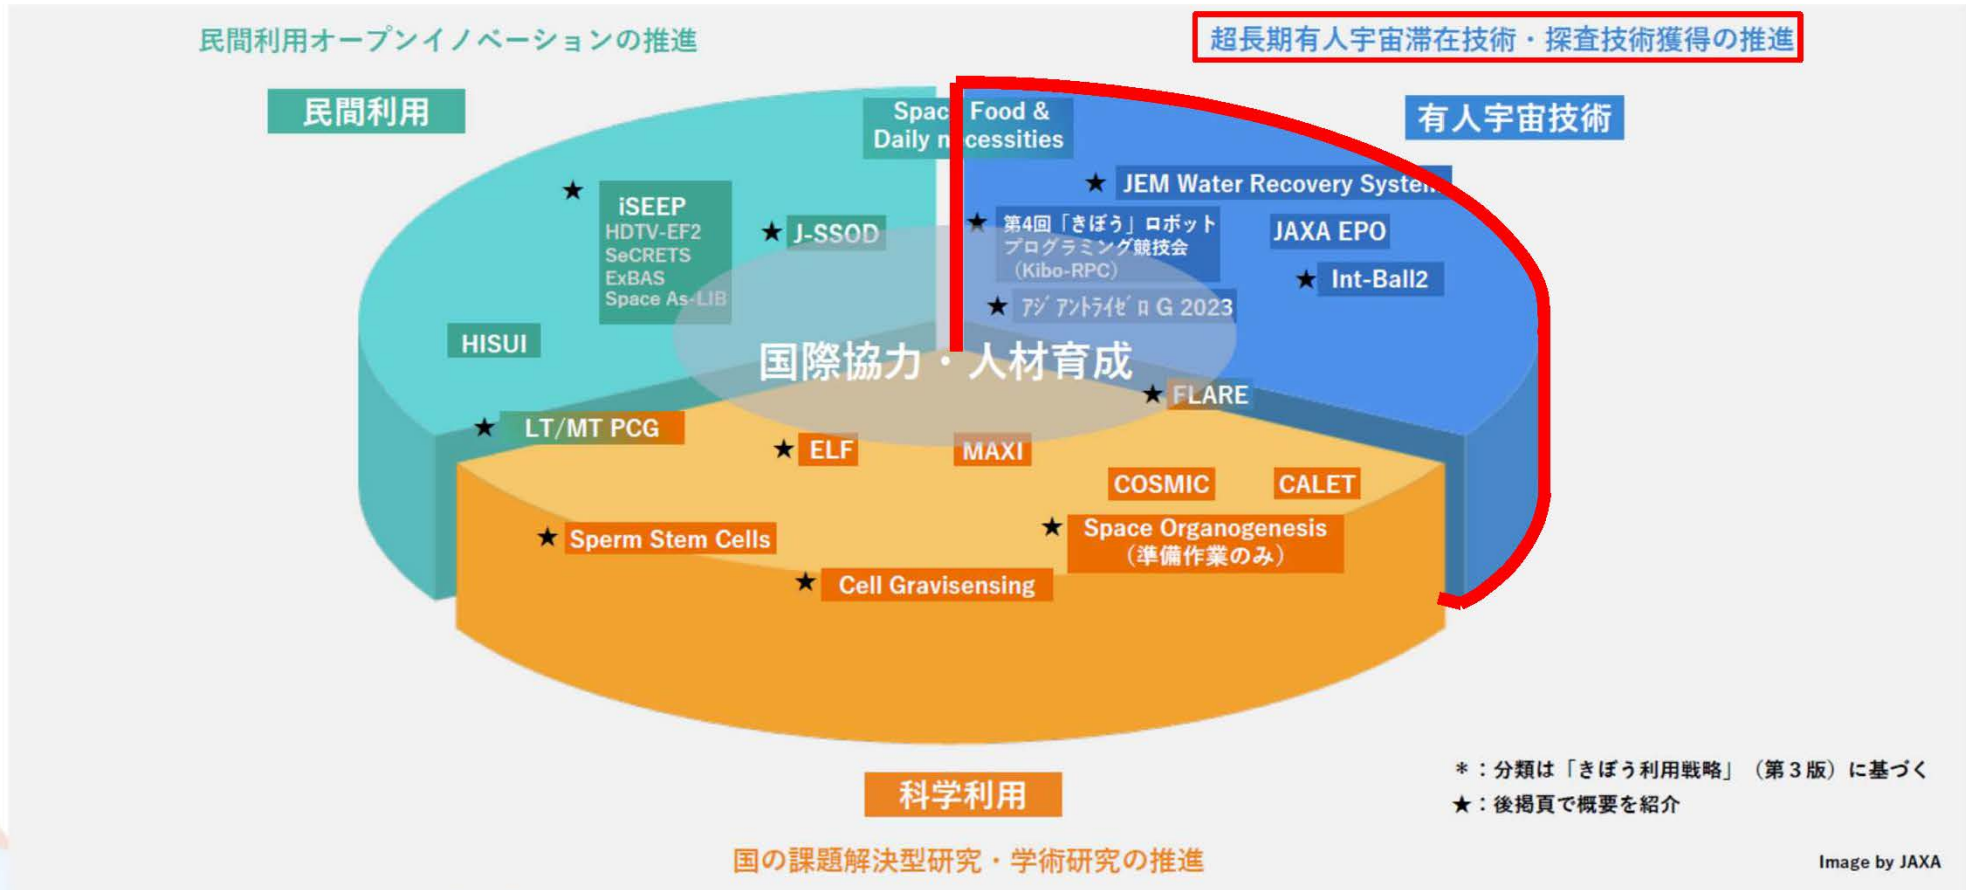 民間利用オープンイノベーションの推進
超長期有人宇宙滞在技術・探査技術獲得の推進
民間利用
有人宇宙技術
Space Food &
Daily necessities
★ JEM Water Recovery System
★ iSEEP
HDTV-EF2
SeCRETS
ExBAS
Space As-LIB
★ J-SSOD
★ 第4回「きぼう」ロボット
プログラミング競技会
（Kibo-RPC）
JAXA EPO
★ Int-Ball2
★ ｱｼﾞｱﾝﾄﾗｲｾﾞﾛ G 2023
HISUI
国際協力・人材育成
★ FLARE
★ LT/MT PCG
★ ELF
MAXI
COSMIC
CALET
★ Sperm Stem Cells
★ Space Organogenesis
（準備作業のみ）
★ Cell Gravisensing
科学利用
国の課題解決型研究・学術研究の推進
＊：分類は「きぼう利用戦略」（第３版）に基づく
★：後掲頁で概要を紹介
Image by JAXA